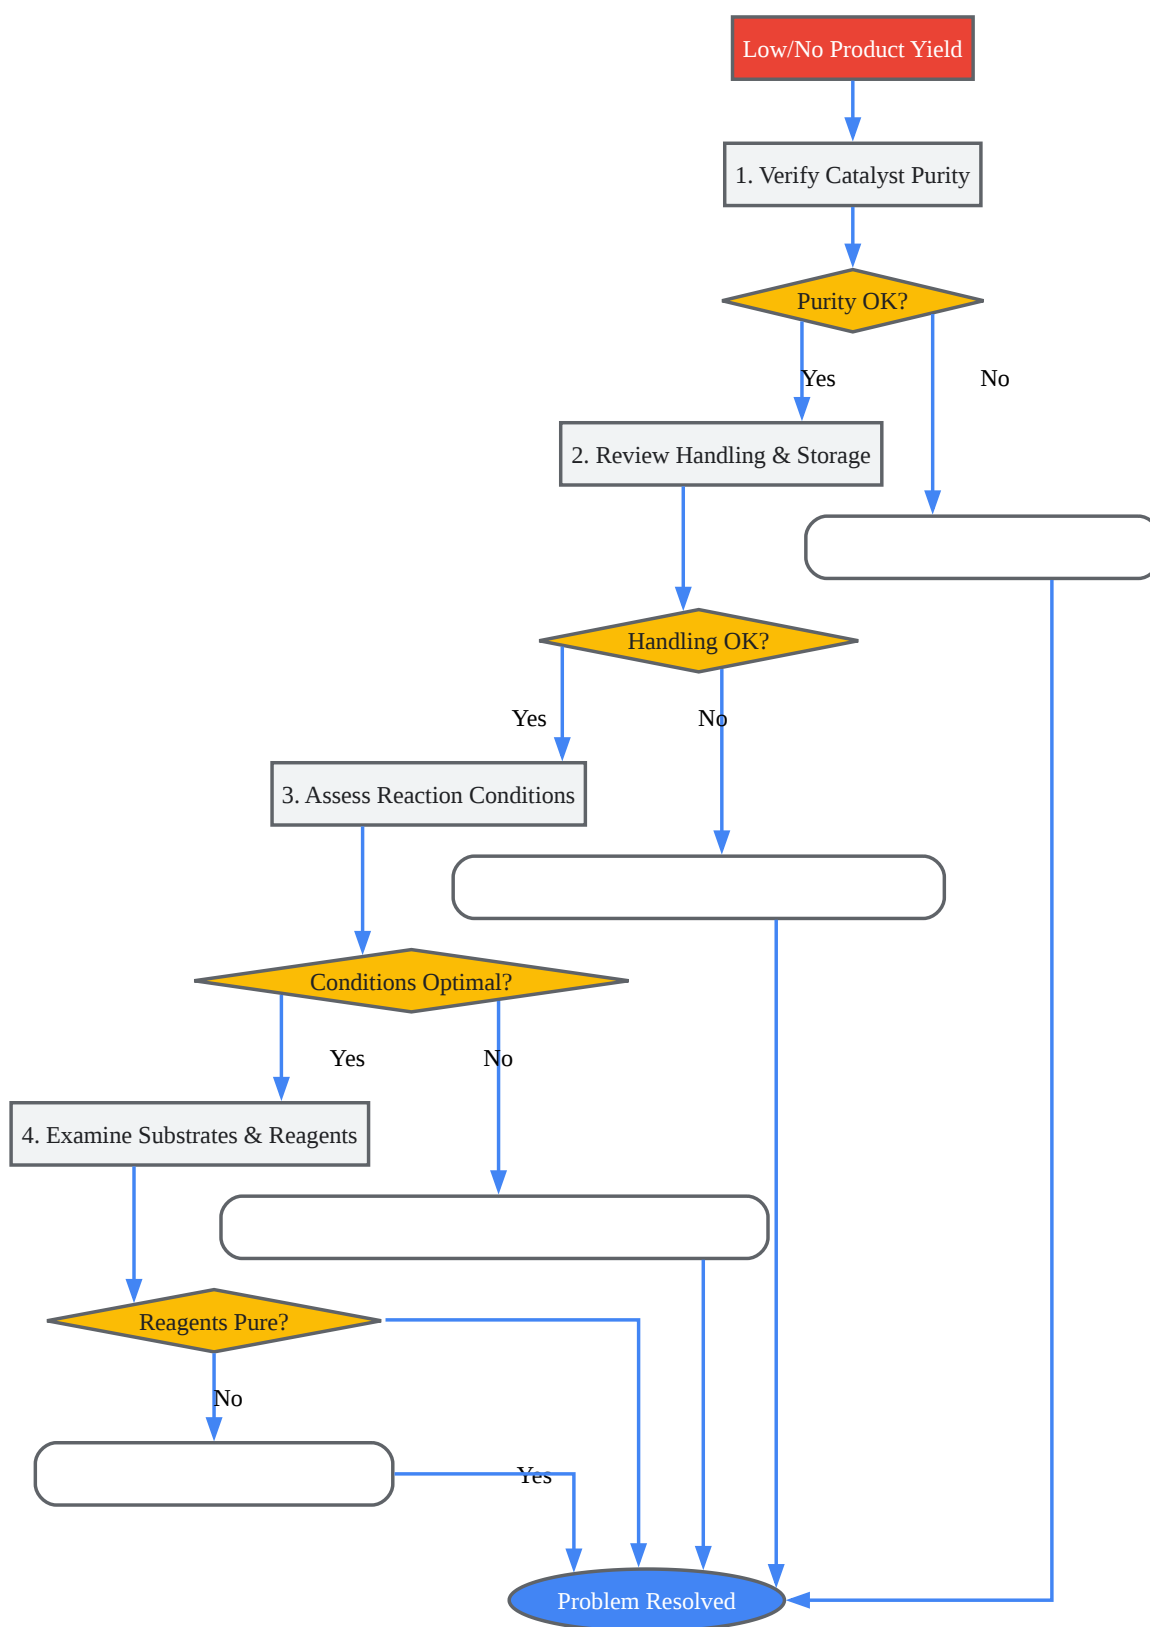 Low/No Product Yield
1. Verify Catalyst Purity
Purity OK?
Yes
No
2. Review Handling & Storage
Handling OK?
Yes
No
3. Assess Reaction Conditions
Conditions Optimal?
Yes
No
4. Examine Substrates & Reagents
Reagents Pure?
No
Yes
Problem Resolved